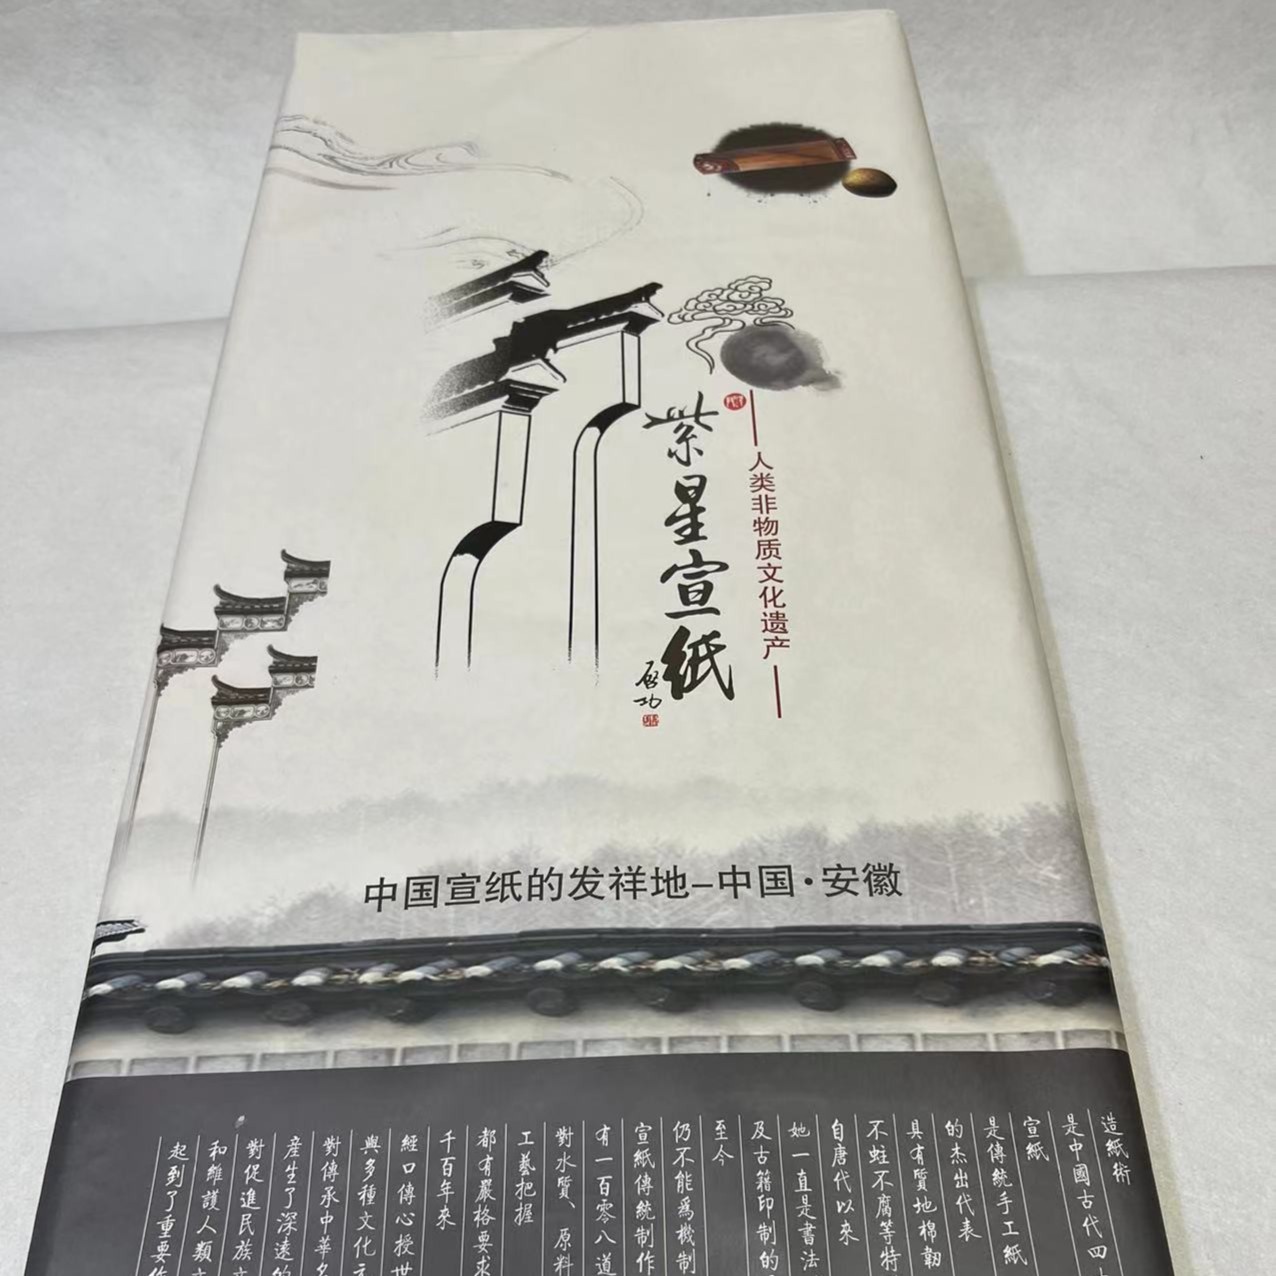 紫星宣纸
启功
人类非物质文化遗产
中国宣纸的发祥地–中国·安徽
造紙術
是中國古代四
宣紙
是傳統手工紙
的杰出代表
具有質地棉韌
不蛀不腐等特
自唐代以來
她一直是書法
及古籍印制的
至今
仍不能爲機制
宣紙傳統制作
有一百零八道
對水質、原料
工藝把握
都有嚴格要求
千百年來
經口傳心授世
與多種文化元
對傳承中華
産生了深遠的
對促進民族文
和維護人類文
起到了重要作